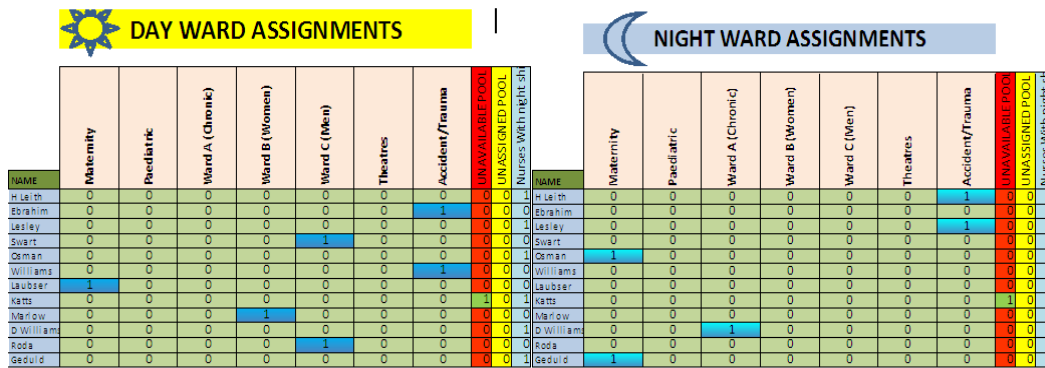 DAY WARD ASSIGNMENTS
NAME Maternity Paediatric Ward A (Chronic) Ward B (Women) Ward C (Men) Theatres Accident/Trauma UNAVAILABLE POOL UNASSIGNED POOL Nurses With night shi
H Leith 0 0 0 0 0 0 0 0 0 1
Ebrahim 0 0 0 0 0 0 1 0 0 0
Lesley 0 0 0 0 0 0 0 0 0 1
Swart 0 0 0 0 1 0 0 0 0 0
Osman 0 0 0 0 0 0 0 0 0 1
Williams 0 0 0 0 0 0 1 0 0 0
Laubser 1 0 0 0 0 0 0 0 0 0
Katts 0 0 0 0 0 0 0 1 0 1
Marlow 0 0 0 1 0 0 0 0 0 0
D Williams 0 0 0 0 0 0 0 0 0 1
Roda 0 0 0 0 1 0 0 0 0 0
Geduld 0 0 0 0 0 0 0 0 0 1
NIGHT WARD ASSIGNMENTS
NAME Maternity Paediatric Ward A (Chronic) Ward B (Women) Ward C (Men) Theatres Accident/Trauma UNAVAILABLE POOL UNASSIGNED POOL Nurses With night sh
H Leith 0 0 0 0 0 0 1 0 0
Ebrahim 0 0 0 0 0 0 0 0 0
Lesley 0 0 0 0 0 0 1 0 0
Swart 0 0 0 0 0 0 0 0 0
Osman 1 0 0 0 0 0 0 0 0
Williams 0 0 0 0 0 0 0 0 0
Laubser 0 0 0 0 0 0 0 0 0
Katts 0 0 0 0 0 0 0 1 0
Marlow 0 0 0 0 0 0 0 0 0
D Williams 0 0 1 0 0 0 0 0 0
Roda 0 0 0 0 0 0 0 0 0
Geduld 1 0 0 0 0 0 0 0 0